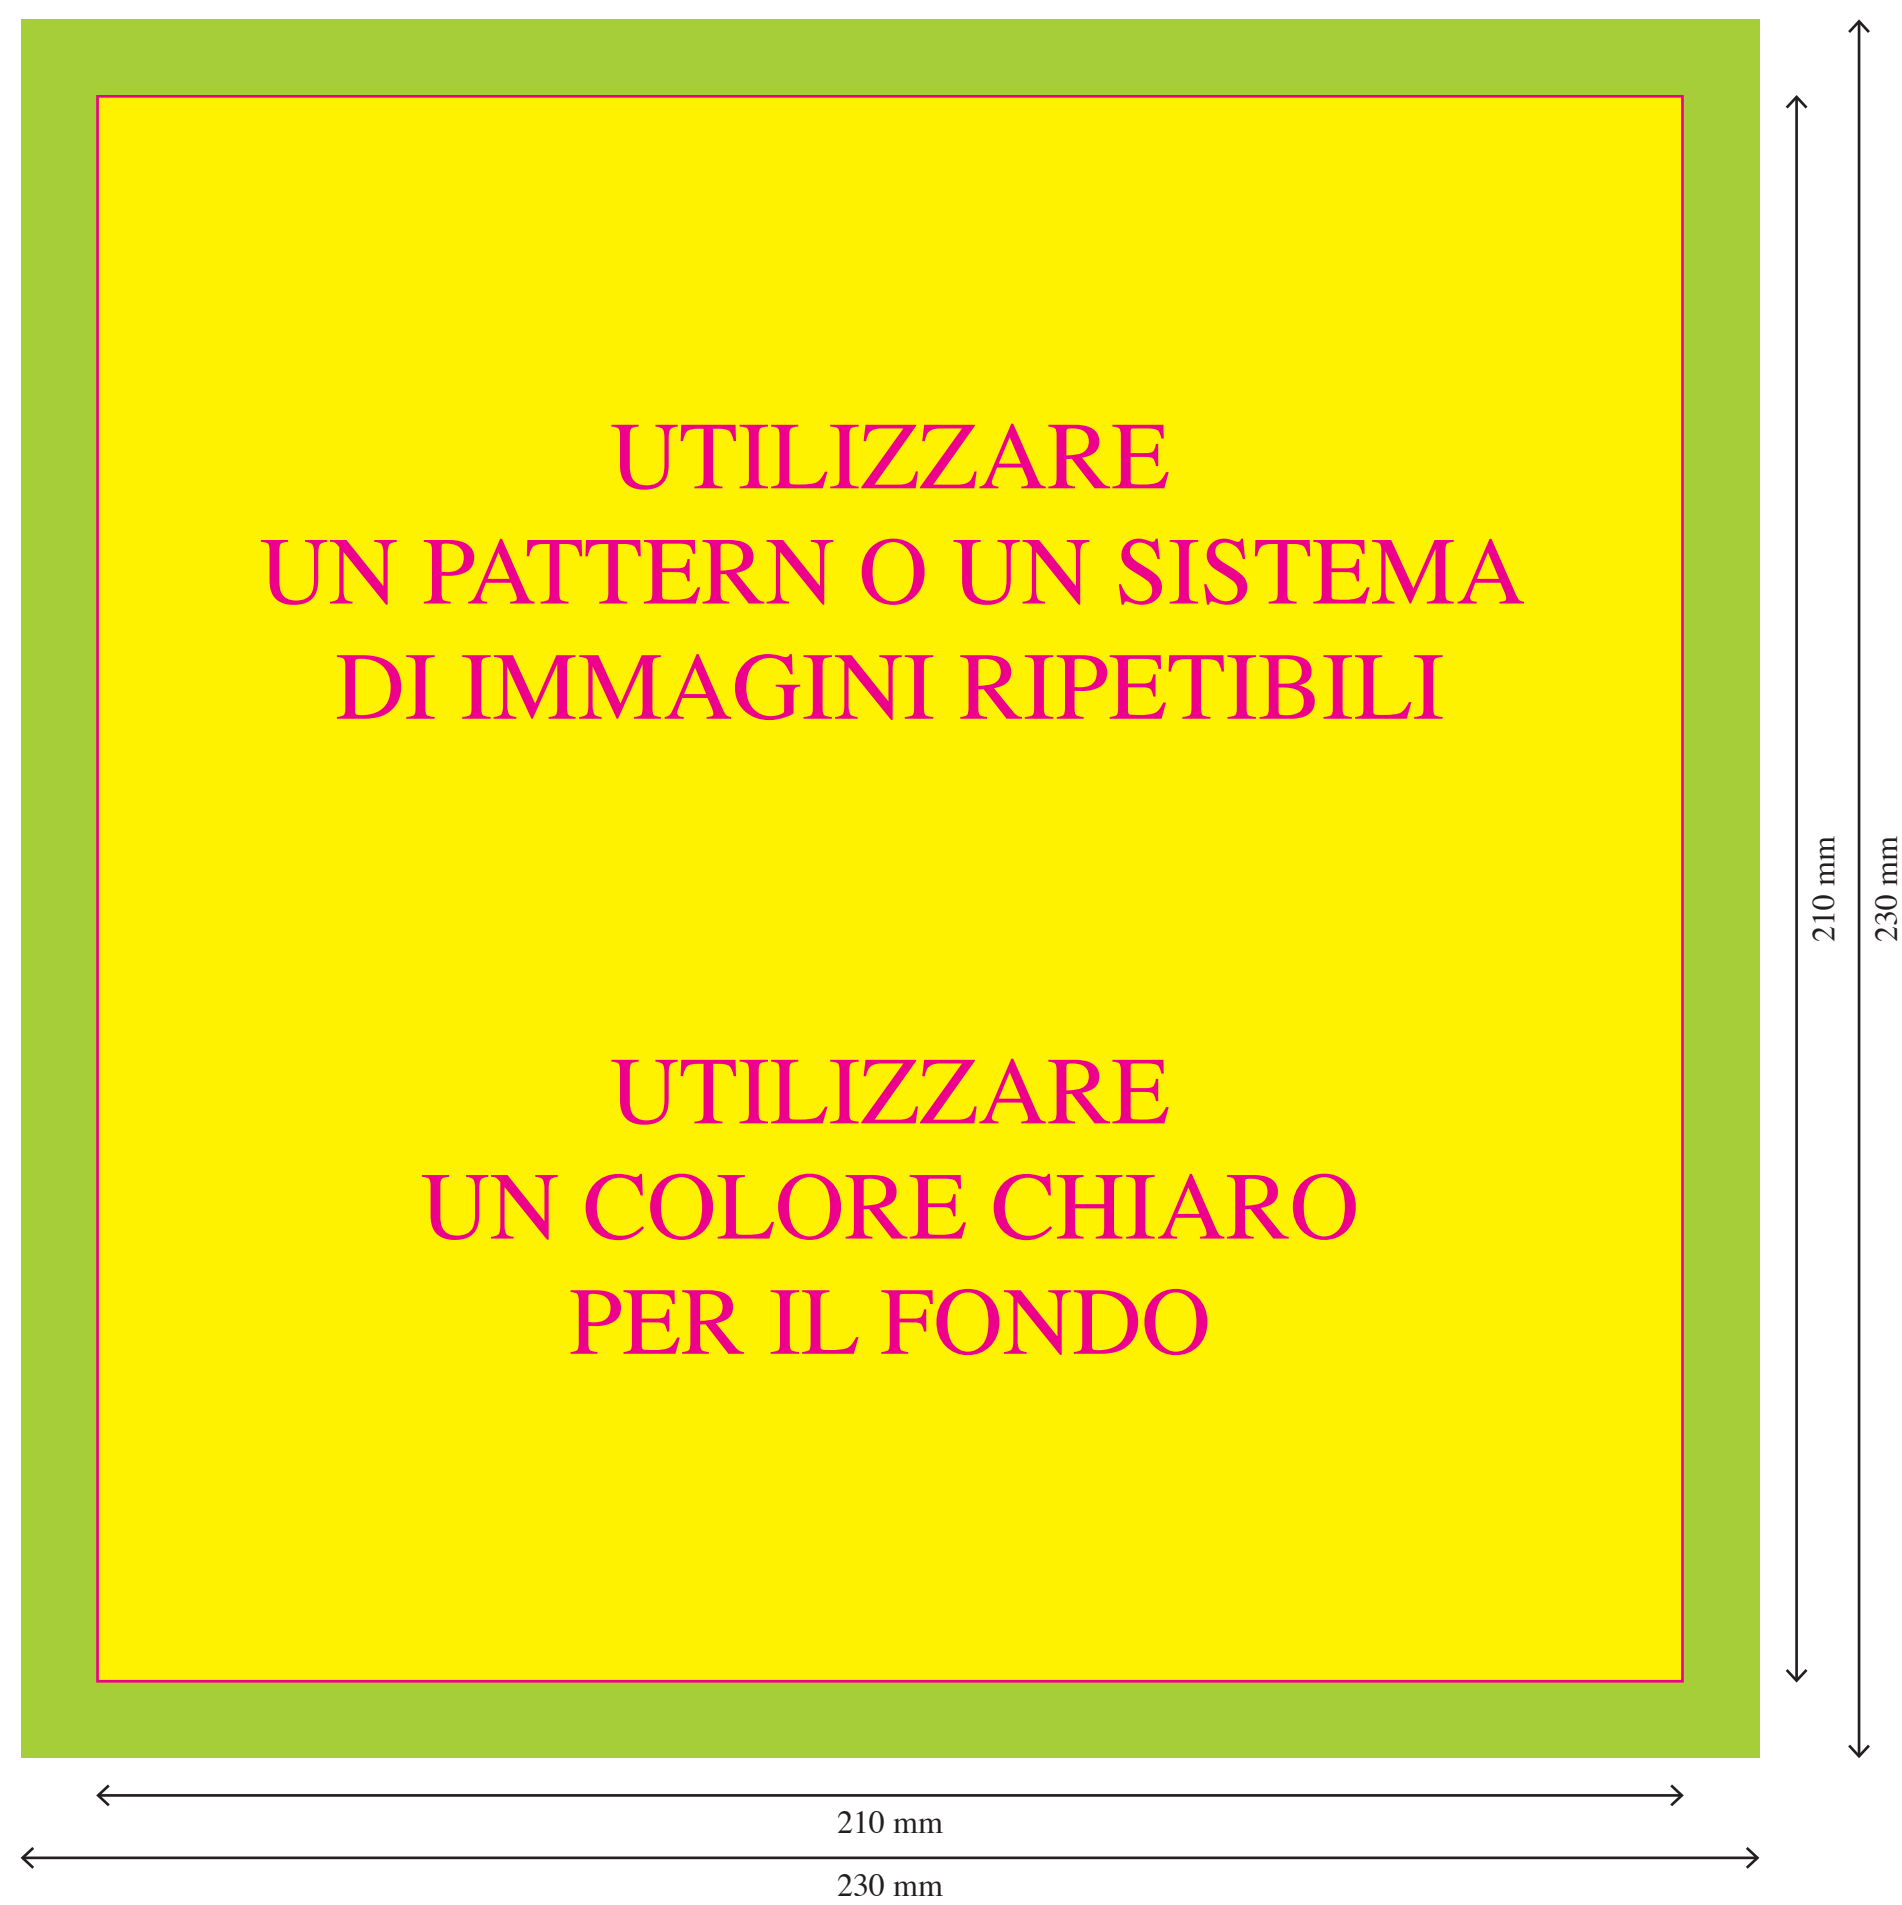 UTILIZZARE
UN PATTERN O UN SISTEMA
DI IMMAGINI RIPETIBILI
UTILIZZARE
UN COLORE CHIARO
PER IL FONDO
210 mm
230 mm
210 mm
230 mm